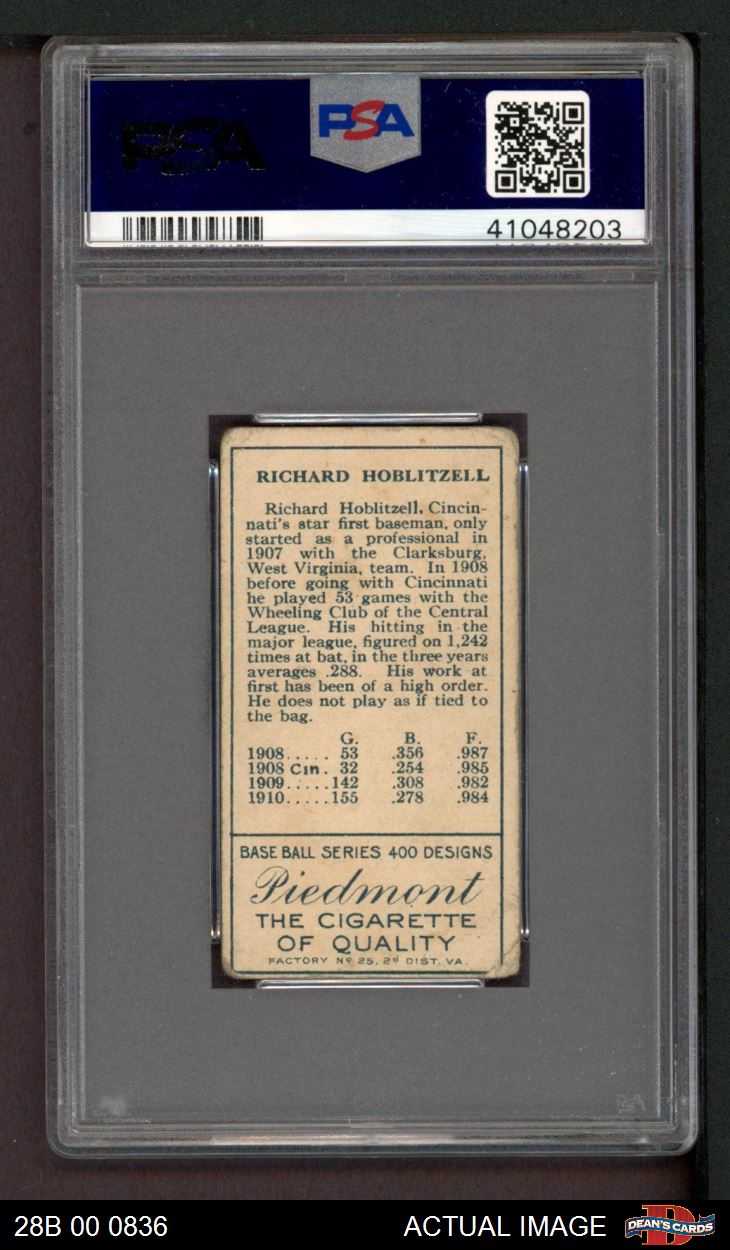 PSA
PSA
41048203
RICHARD HOBLITZELL
Richard Hoblitzell, Cincin-
nati's star first baseman, only
started as a professional in
1907 with the Clarksburg,
West Virginia, team. In 1908
before going with Cincinnati
he played 53 games with the
Wheeling Club of the Central
League. His hitting in the
major league, figured on 1,242
times at bat, in the three years
averages .288. His work at
first has been of a high order.
He does not play as if tied to
the bag.
G. B. F.
1908..... 53 .356 .987
1908 Cin. 32 .254 .985
1909.....142 .308 .982
1910.....155 .278 .984
BASE BALL SERIES 400 DESIGNS
Piedmont
THE CIGARETTE
OF QUALITY
FACTORY Nº 25, 2d DIST. VA.
PSA
28B 00 0836 ACTUAL IMAGE DEAN'S CARDS